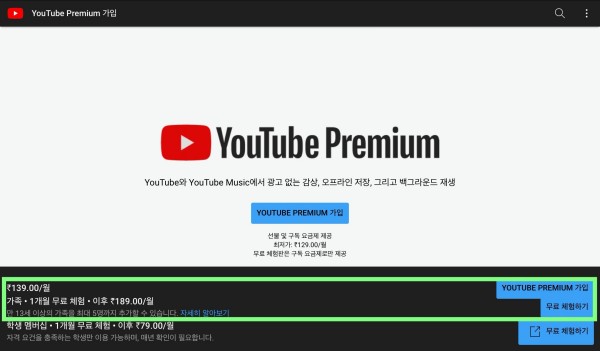 YouTube Premium 가입
YouTube Premium
YouTube와 YouTube Music에서 광고 없는 감상, 오프라인 저장, 그리고 백그라운드 재생
YOUTUBE PREMIUM 가입
선불 및 구독 요금제 제공
최저가: ₹129.00/월
무료 체험판은 구독 요금제로만 제공
₹139.00/월
YOUTUBE PREMIUM 가입
가족 • 1개월 무료 체험 • 이후 ₹189.00/월
만 13세 이상의 가족을 최대 5명까지 추가할 수 있습니다. 자세히 알아보기
무료 체험하기
학생 멤버십 • 1개월 무료 체험 • 이후 ₹79.00/월
자격 요건을 충족하는 학생만 이용 가능하며, 매년 확인이 필요합니다.
무료 체험하기